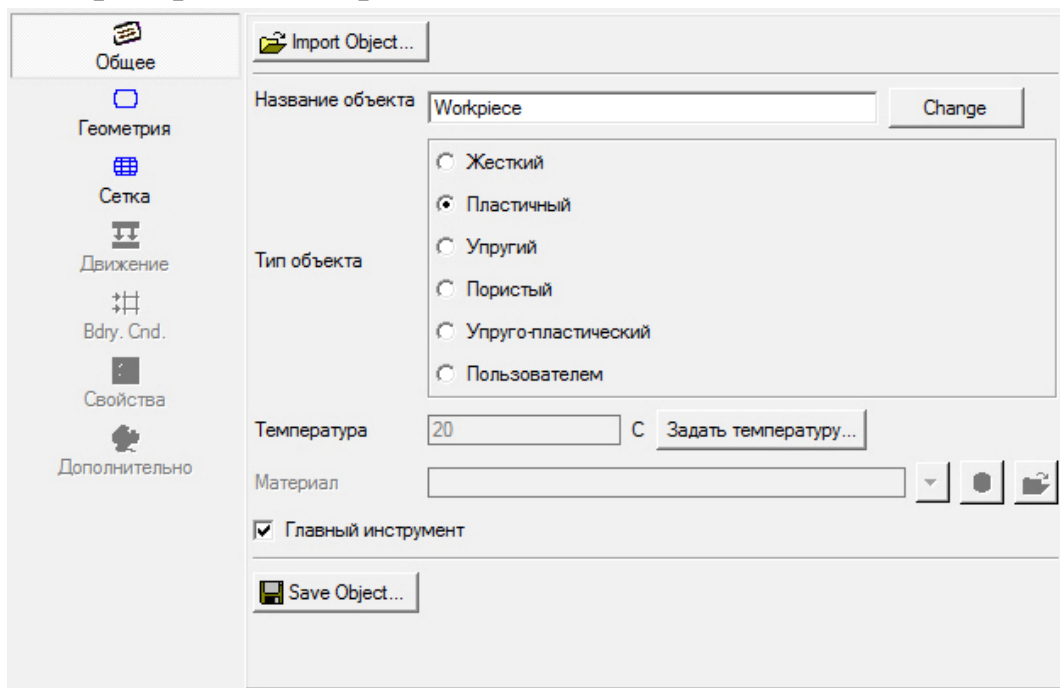 Общее
Геометрия
Сетка
Движение
Bdry. Cnd.
Свойства
Дополнительно
Import Object...
Название объекта Workpiece Change
Тип объекта
Жесткий
Пластичный
Упругий
Пористый
Упруго-пластический
Пользователем
Температура 20 C Задать температуру...
Материал
Главный инструмент
Save Object...